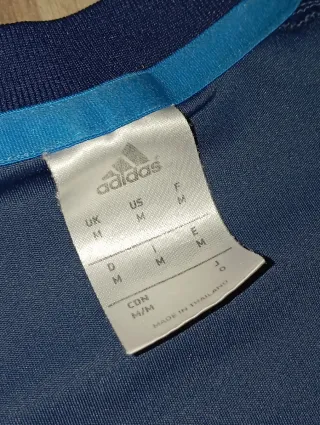 adidas
UK US F
M M M
D I E
M M M
CDN J
M/M O
MADE IN THAILAND